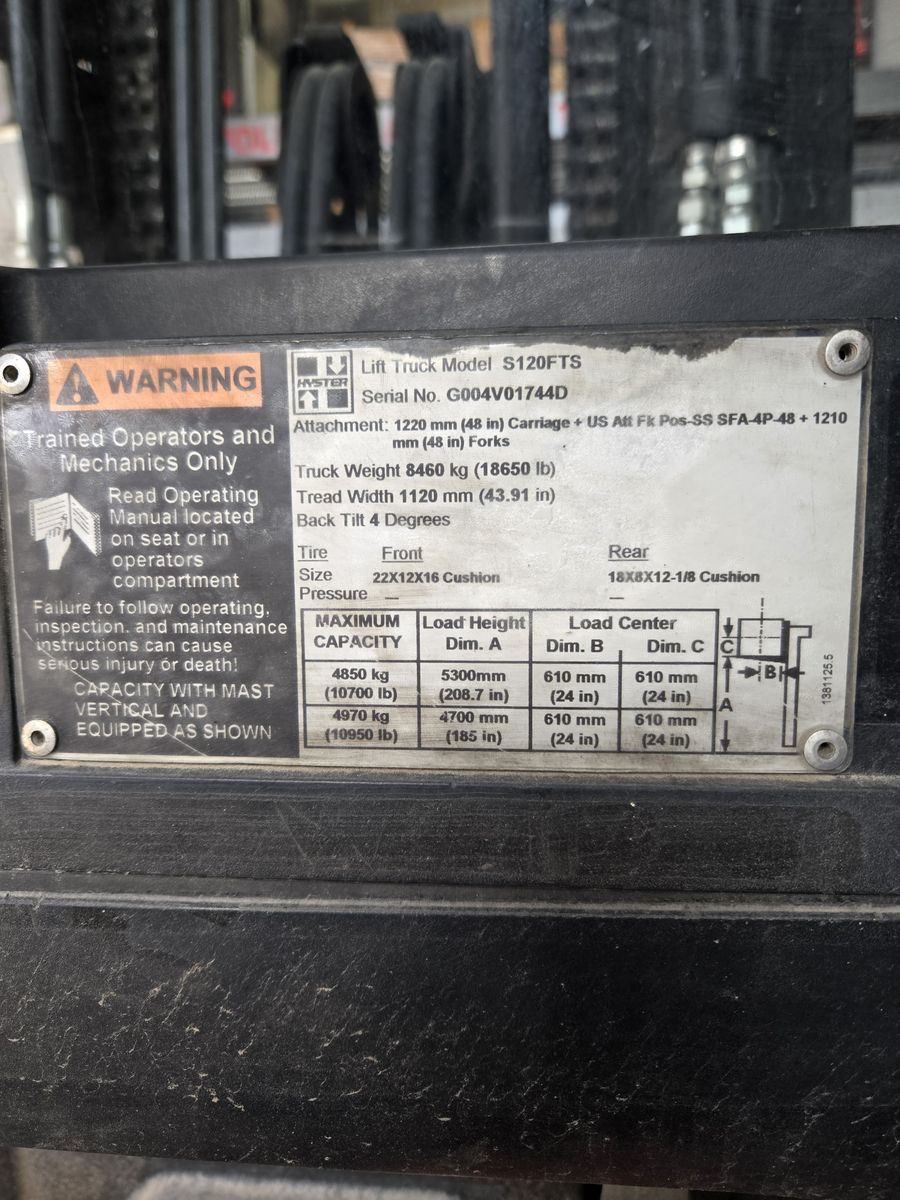 WARNING
Trained Operators and
Mechanics Only
Read Operating
Manual located
on seat or in
operators
compartment
Failure to follow operating,
inspection, and maintenance
instructions can cause
serious injury or death!
CAPACITY WITH MAST
VERTICAL AND
EQUIPPED AS SHOWN
HYSTER
Lift Truck Model S120FTS
Serial No. G004V01744D
Attachment: 1220 mm (48 in) Carriage + US Att Fk Pos-SS SFA-4P-48 + 1210
mm (48 in) Forks
Truck Weight 8460 kg (18650 lb)
Tread Width 1120 mm (43.91 in)
Back Tilt 4 Degrees
Tire Front Rear
Size 22X12X16 Cushion 18X8X12-1/8 Cushion
Pressure — —
MAXIMUM CAPACITY Load Height Dim. A Load Center
Dim. B Dim. C
4850 kg 5300mm 610 mm 610 mm
(10700 lb) (208.7 in) (24 in) (24 in)
4970 kg 4700 mm 610 mm 610 mm
(10950 lb) (185 in) (24 in) (24 in)
C
B
A
1381125.5